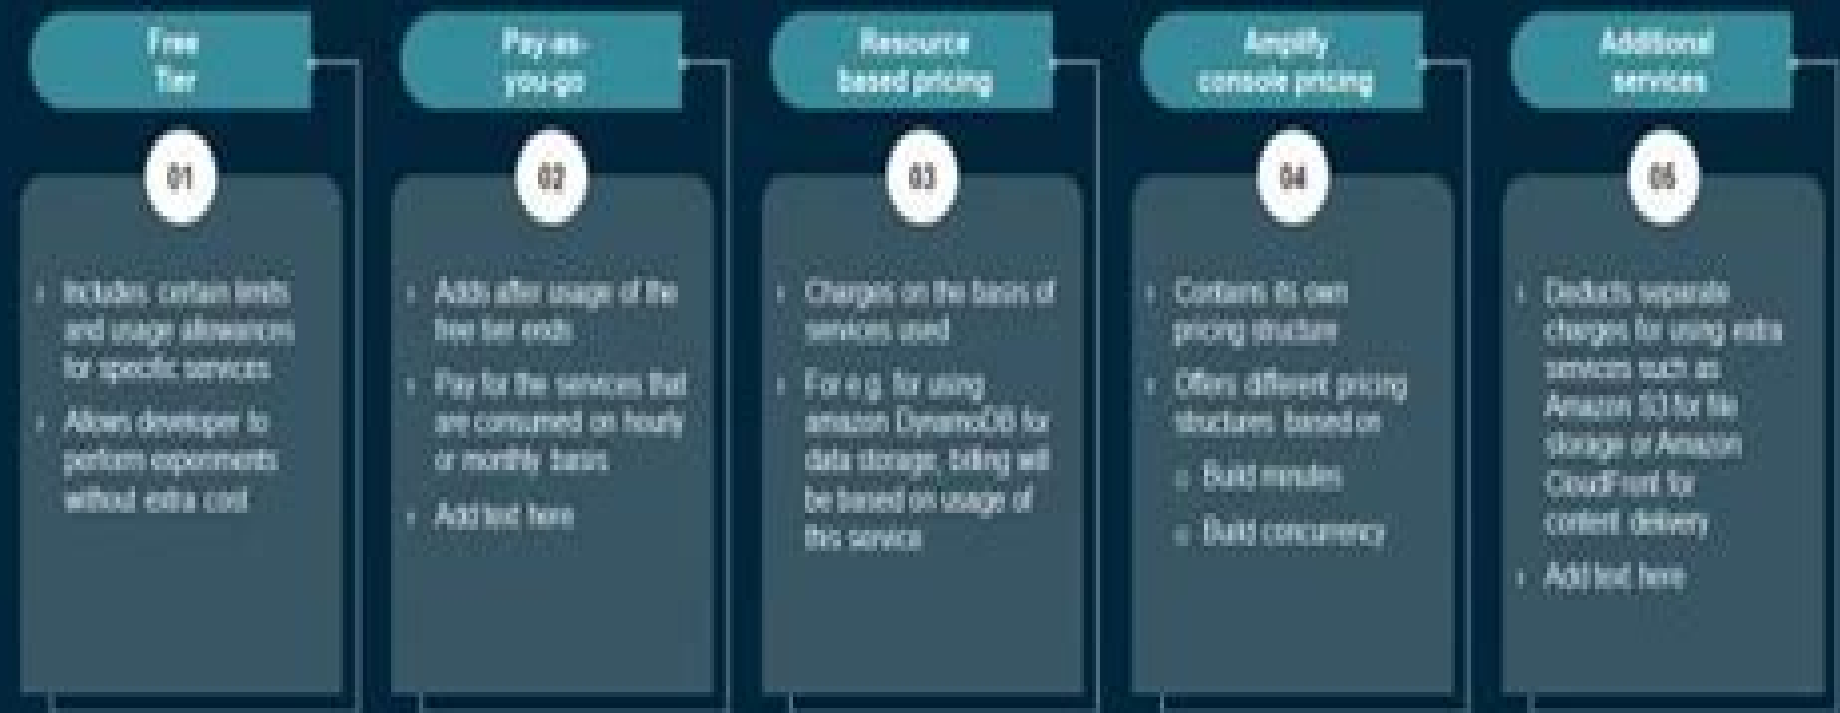 Free
Tier
01
Includes certain limits
and usage allowances
for specific services
Allows developer to
perform experiments
without extra cost
Pay-as-
you-go
02
Adds after usage of the
free tier ends
Pay for the services that
are consumed on hourly
or monthly basis
Add text here
Resource
based pricing
03
Charges on the basis of
services used
For e.g. for using
amazon DynamoDB for
data storage, billing will
be based on usage of
this service
Amplify
console pricing
04
Contains its own
pricing structure
Offers different pricing
structures based on
Build minutes
Build concurrency
Additional
services
05
Deducts separate
charges for using extra
services such as
Amazon S3 for file
storage or Amazon
CloudFront for
content delivery
Add text here